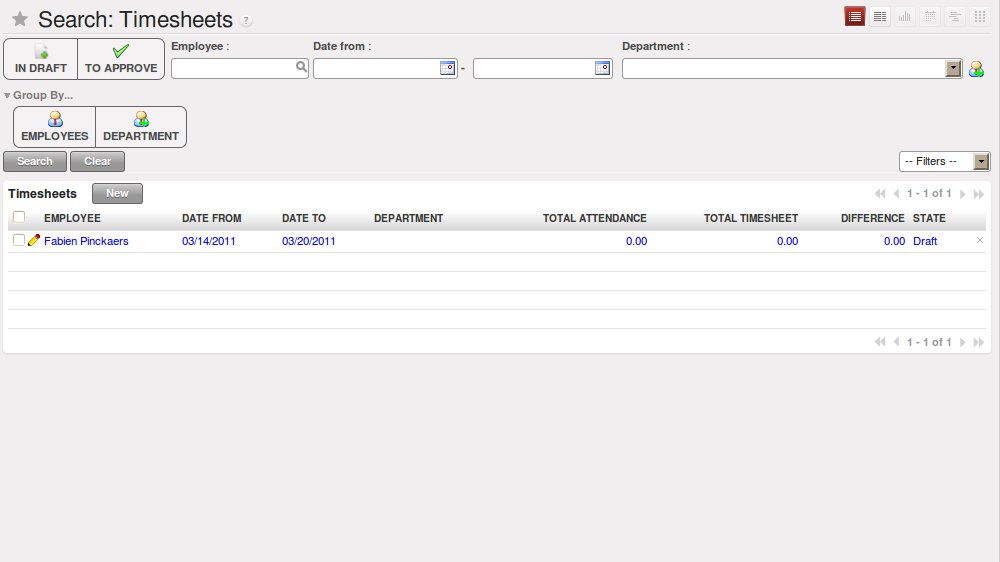 Search: Timesheets ?
Employee : Date from : Department :
IN DRAFT TO APPROVE
-
Group By...
EMPLOYEES DEPARTMENT
Search Clear -- Filters --
Timesheets New 1 - 1 of 1
EMPLOYEE DATE FROM DATE TO DEPARTMENT TOTAL ATTENDANCE TOTAL TIMESHEET DIFFERENCE STATE
Fabien Pinckaers 03/14/2011 03/20/2011 0.00 0.00 0.00 Draft
1 - 1 of 1